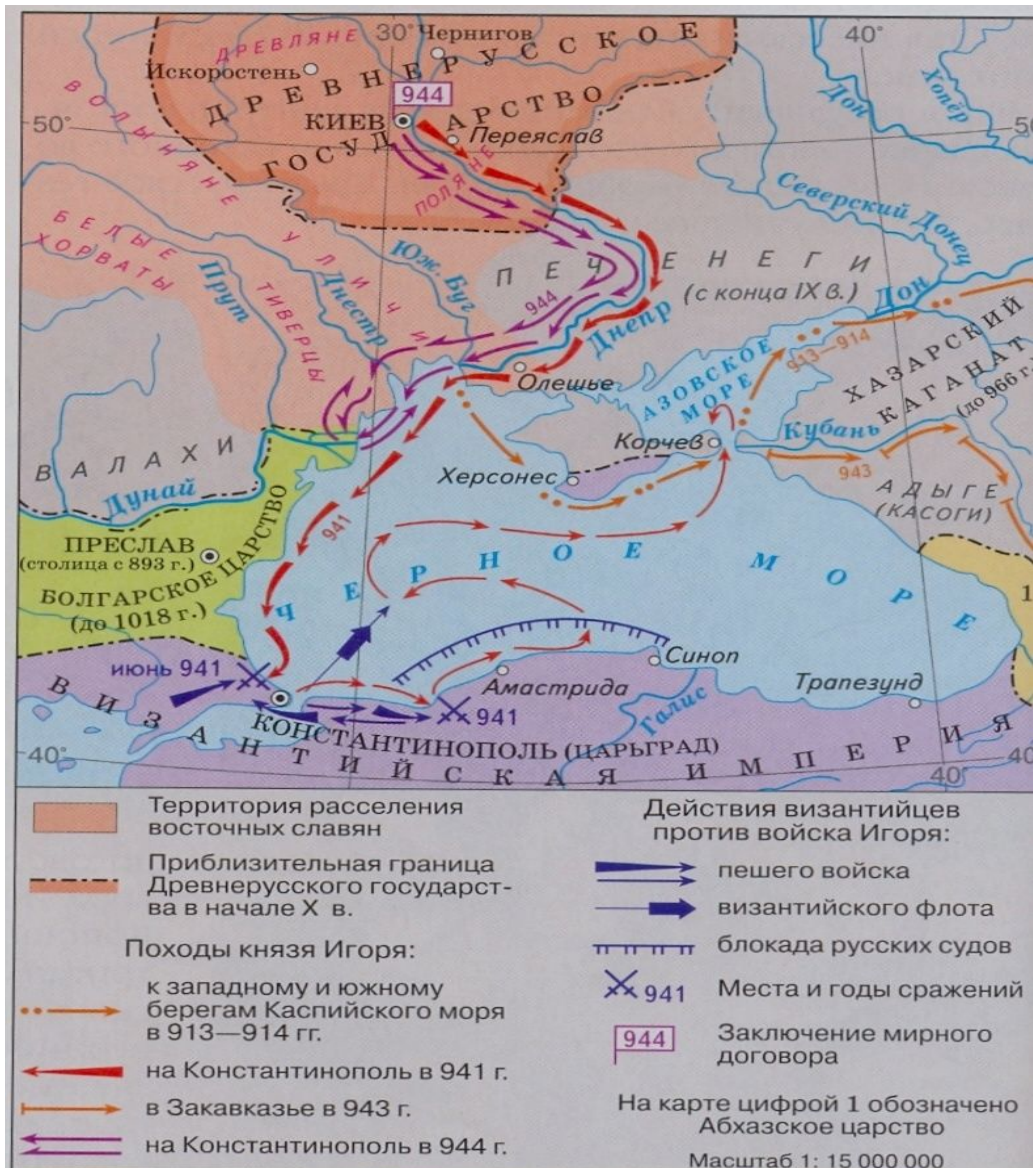 30°
40°
ДРЕВЛЯНЕ
Чернигов
Искоростень
ДРЕВНЕРУССКОЕ
ГОСУДАРСТВО
944
КИЕВ
Переяслав
ПОЛЯНЕ
50°
Дон
Хопёр
ВОЛЫНЯНЕ
БЕЛЫЕ
ХОРВАТЫ
УЛИЧИ
ТИВЕРЦЫ
Прут
Днестр
Юж. Буг
Северский Донец
ПЕЧЕНЕГИ
(с конца IX в.)
944
Днепр
Дон
Олешье
АЗОВСКОЕ
МОРЕ
913—914
ХАЗАРСКИЙ
КАГАНАТ
(до 966 г.)
Корчев
Кубань
943
Херсонес
АДЫГЕ
(КАСОГИ)
ВАЛАХИ
Дунай
ПРЕСЛАВ
(столица с 893 г.)
БОЛГАРСКОЕ ЦАРСТВО
(до 1018 г.)
941
ЧЕРНОЕ МОРЕ
1
июнь 941
Синоп
Амастрида
Трапезунд
Галис
941
КОНСТАНТИНОПОЛЬ (ЦАРЬГРАД)
ВИЗАНТИЙСКАЯ ИМПЕРИЯ
40°
40°
40
Территория расселения
восточных славян
Приблизительная граница
Древнерусского государст-
ва в начале X в.
Походы князя Игоря:
к западному и южному
берегам Каспийского моря
в 913—914 гг.
на Константинополь в 941 г.
в Закавказье в 943 г.
на Константинополь в 944 г.
Действия византийцев
против войска Игоря:
пешего войска
византийского флота
блокада русских судов
941 Места и годы сражений
944 Заключение мирного
договора
На карте цифрой 1 обозначено
Абхазское царство
Масштаб 1: 15 000 000